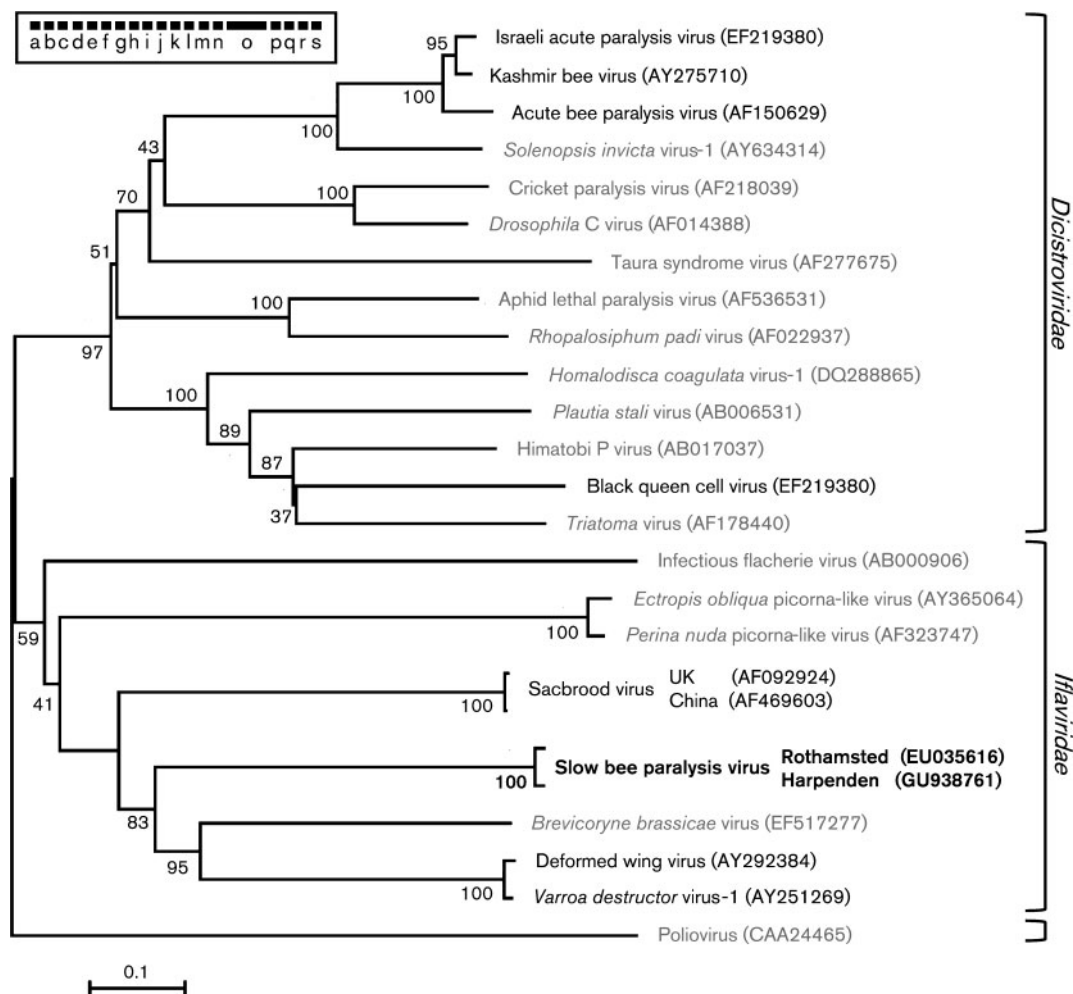 a b c d e f g h i j k l m n o p q r s
95
Israeli acute paralysis virus (EF219380)
Kashmir bee virus (AY275710)
100
Acute bee paralysis virus (AF150629)
100
43
Solenopsis invicta virus-1 (AY634314)
100
Cricket paralysis virus (AF218039)
70
Drosophila C virus (AF014388)
51
Taura syndrome virus (AF277675)
100
Aphid lethal paralysis virus (AF536531)
Rhopalosiphum padi virus (AF022937)
97
Homalodisca coagulata virus-1 (DQ288865)
100
Plautia stali virus (AB006531)
89
Himatobi P virus (AB017037)
87
Black queen cell virus (EF219380)
37
Triatoma virus (AF178440)
Dicistroviridae
Infectious flacherie virus (AB000906)
Ectropis obliqua picorna-like virus (AY365064)
59
100
Perina nuda picorna-like virus (AF323747)
41
Sacbrood virus UK (AF092924)
100
China (AF469603)
Slow bee paralysis virus Rothamsted (EU035616)
100
Harpenden (GU938761)
83
Brevicoryne brassicae virus (EF517277)
95
Deformed wing virus (AY292384)
100
Varroa destructor virus-1 (AY251269)
Iflaviridae
Poliovirus (CAA24465)
0.1